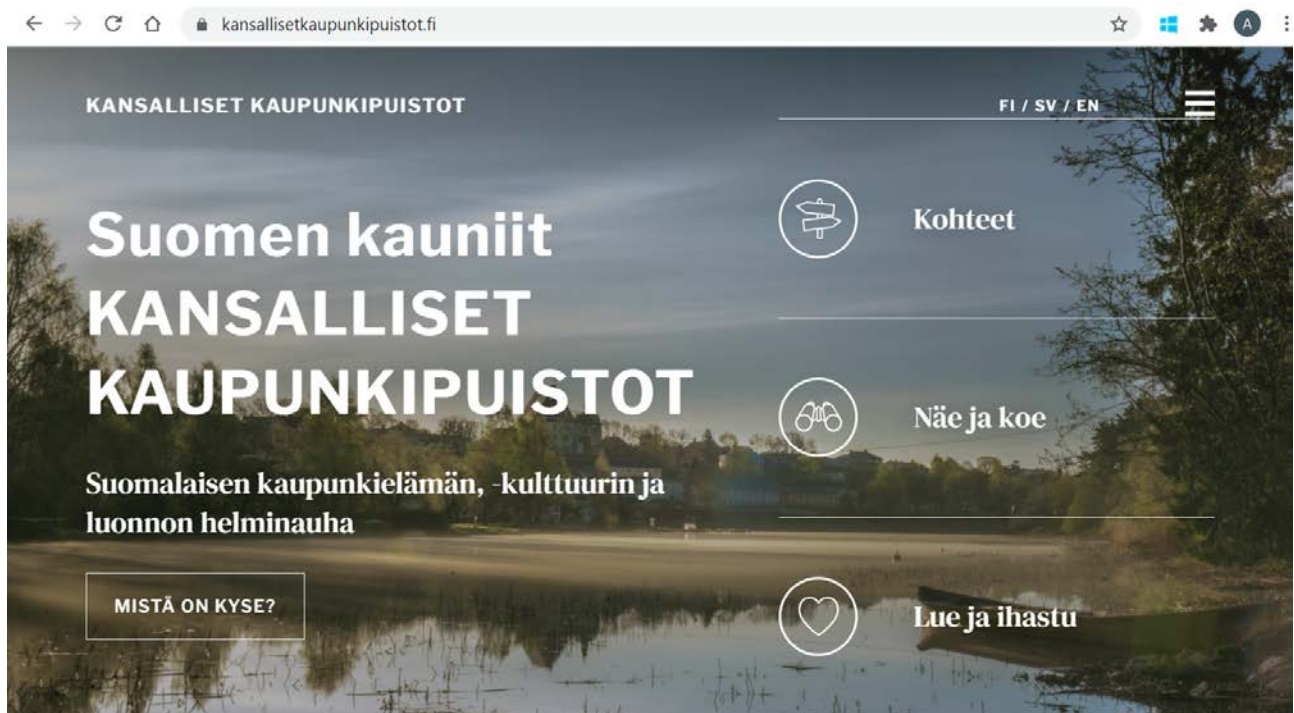 kansallisetkaupunkipuistot.fi
A
KANSALLISET KAUPUNKIPUISTOT
FI / SV / EN
Suomen kauniit
KANSALLISET
KAUPUNKIPUISTOT
Suomalaisen kaupunkielämän, -kulttuurin ja
luonnon helminauha
MISTÄ ON KYSE?
Kohteet
Näe ja koe
Lue ja ihastu